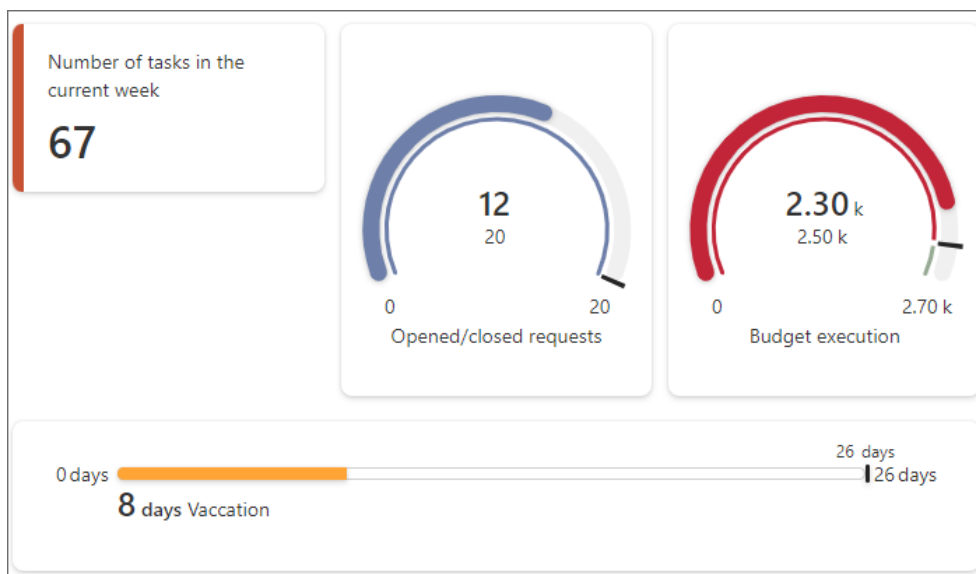 Number of tasks in the
current week
67
12
20
0 20
Opened/closed requests
2.30 k
2.50 k
0 2.70 k
Budget execution
26 days
0 days 26 days
8 days Vaccation